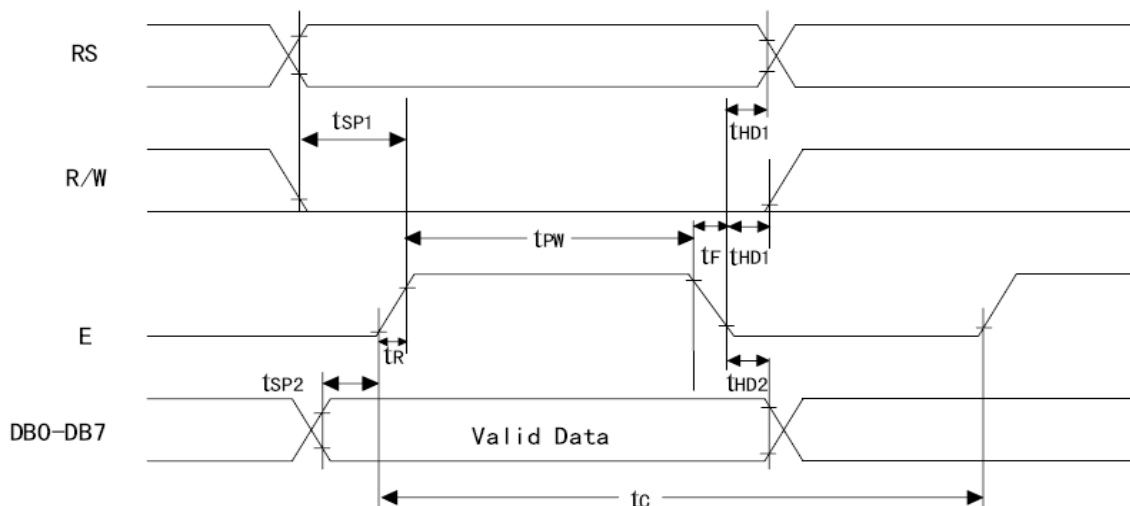 RS
tSP1
tHD1
R/W
tPW
tF
tHD1
E
tR
tSP2
tHD2
DB0-DB7
Valid Data
tC